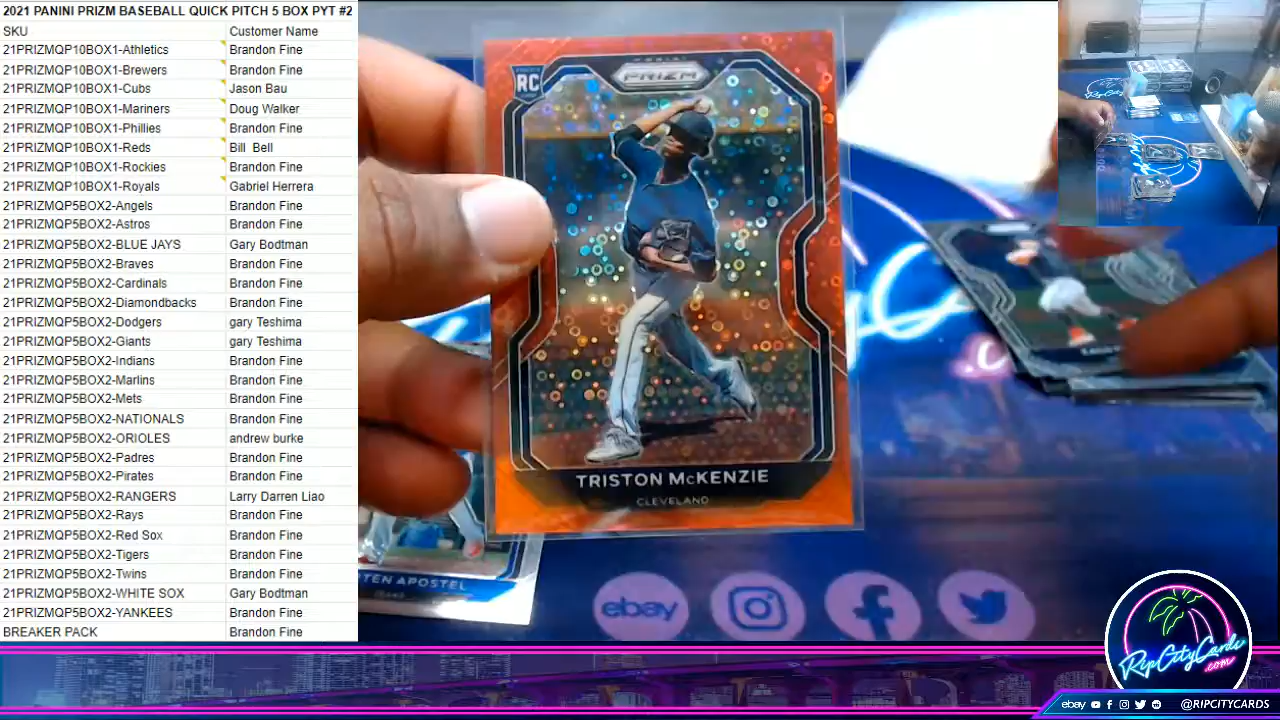 2021 PANINI PRIZM BASEBALL QUICK PITCH 5 BOX PYT #2
SKU Customer Name
21PRIZMQP10BOX1-Athletics Brandon Fine
21PRIZMQP10BOX1-Brewers Brandon Fine
21PRIZMQP10BOX1-Cubs Jason Bau
21PRIZMQP10BOX1-Mariners Doug Walker
21PRIZMQP10BOX1-Phillies Brandon Fine
21PRIZMQP10BOX1-Reds Bill Bell
21PRIZMQP10BOX1-Rockies Brandon Fine
21PRIZMQP10BOX1-Royals Gabriel Herrera
21PRIZMQP5BOX2-Angels Brandon Fine
21PRIZMQP5BOX2-Astros Brandon Fine
21PRIZMQP5BOX2-BLUE JAYS Gary Bodtman
21PRIZMQP5BOX2-Braves Brandon Fine
21PRIZMQP5BOX2-Cardinals Brandon Fine
21PRIZMQP5BOX2-Diamondbacks Brandon Fine
21PRIZMQP5BOX2-Dodgers gary Teshima
21PRIZMQP5BOX2-Giants gary Teshima
21PRIZMQP5BOX2-Indians Brandon Fine
21PRIZMQP5BOX2-Marlins Brandon Fine
21PRIZMQP5BOX2-Mets Brandon Fine
21PRIZMQP5BOX2-NATIONALS Brandon Fine
21PRIZMQP5BOX2-ORIOLES andrew burke
21PRIZMQP5BOX2-Padres Brandon Fine
21PRIZMQP5BOX2-Pirates Brandon Fine
21PRIZMQP5BOX2-RANGERS Larry Darren Liao
21PRIZMQP5BOX2-Rays Brandon Fine
21PRIZMQP5BOX2-Red Sox Brandon Fine
21PRIZMQP5BOX2-Tigers Brandon Fine
21PRIZMQP5BOX2-Twins Brandon Fine
21PRIZMQP5BOX2-WHITE SOX Gary Bodtman
21PRIZMQP5BOX2-YANKEES Brandon Fine
BREAKER PACK Brandon Fine
PANINI
PRIZM
RC
TRISTON McKENZIE
CLEVELAND
TEN APOSTEL
.c
ebay
RipCityCards
.com
ebay @RIPCITYCARDS